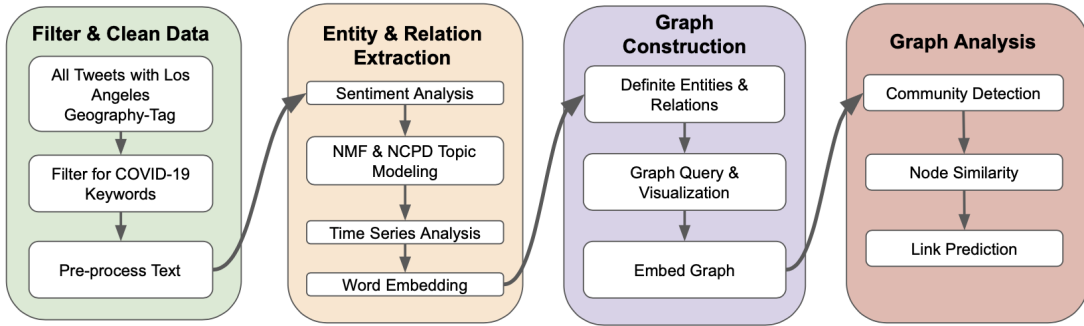 Filter & Clean Data
All Tweets with Los
Angeles
Geography-Tag
Filter for COVID-19
Keywords
Pre-process Text
Entity & Relation
Extraction
Sentiment Analysis
NMF & NCPD Topic
Modeling
Time Series Analysis
Word Embedding
Graph
Construction
Definite Entities &
Relations
Graph Query &
Visualization
Embed Graph
Graph Analysis
Community Detection
Node Similarity
Link Prediction